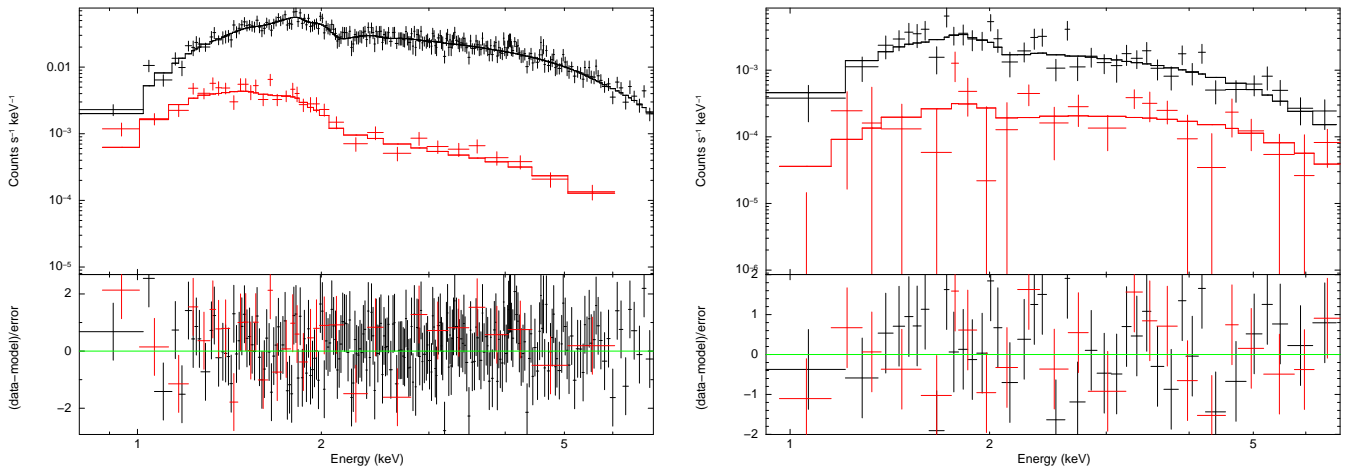 0.01
10⁻³
10⁻⁴
10⁻⁵
Counts s⁻¹ keV⁻¹
2
0
−2
(data−model)/error
1 2 5
Energy (keV)
10⁻³
10⁻⁴
10⁻⁵
10⁻⁶
Counts s⁻¹ keV⁻¹
2
1
0
−1
−2
(data−model)/error
1 2 5
Energy (keV)